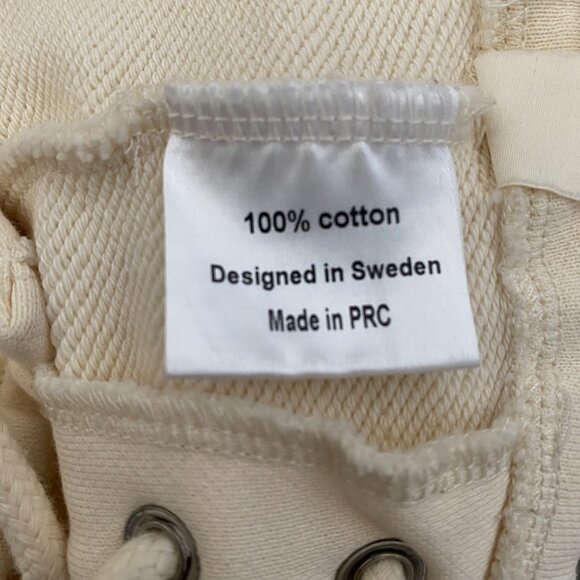 100% cotton
Designed in Sweden
Made in PRC